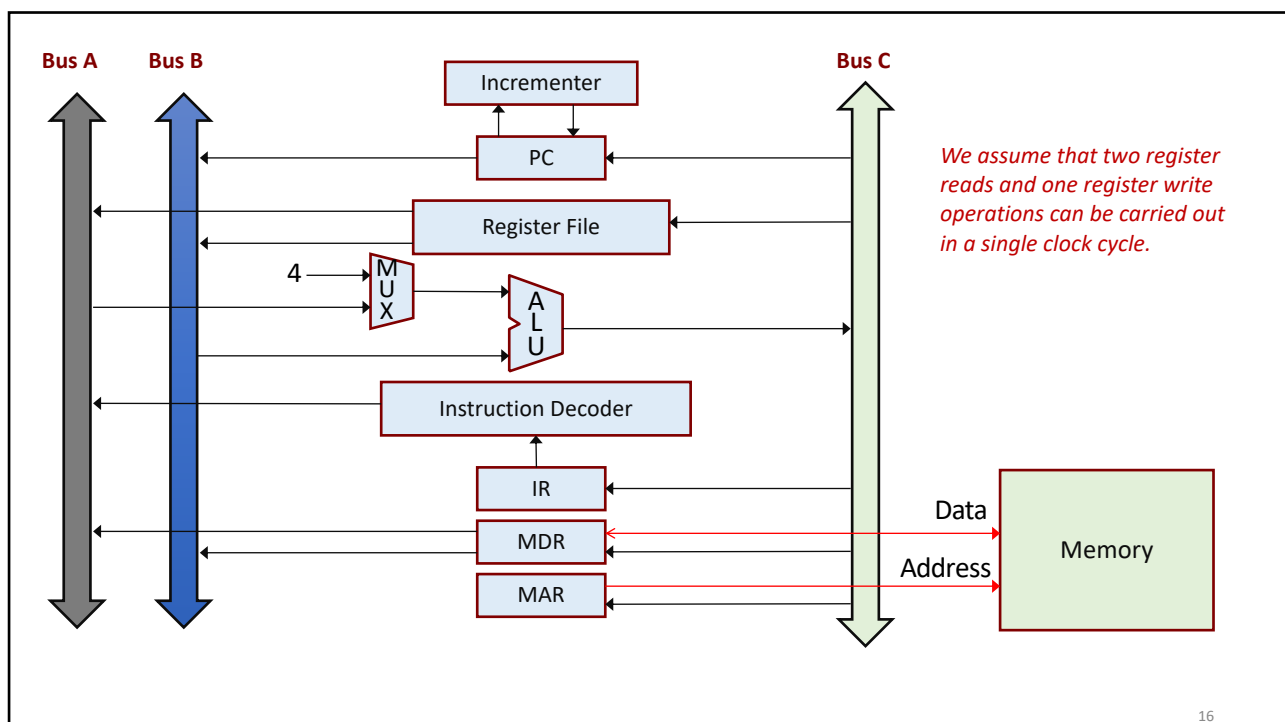 Bus A
Bus B
Bus C
Incrementer
PC
We assume that two register
reads and one register write
operations can be carried out
in a single clock cycle.
Register File
4
M
U
X
A
L
U
Instruction Decoder
IR
Data
MDR
Memory
Address
MAR
16